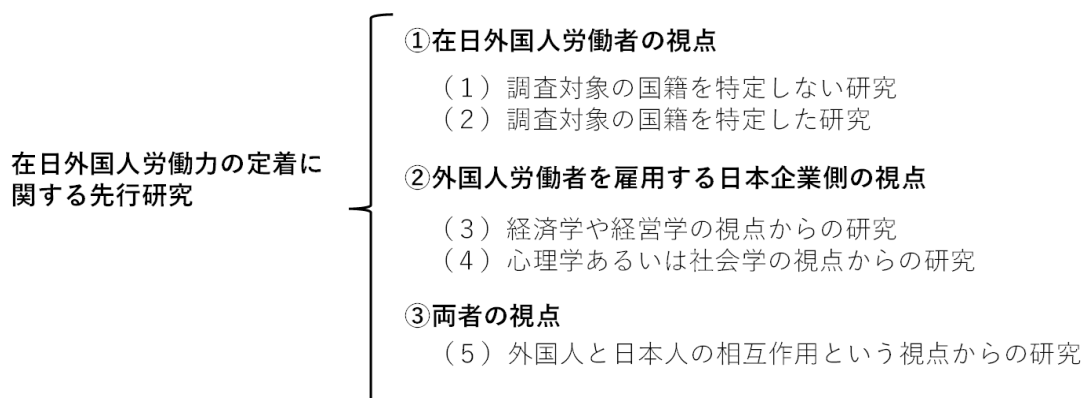 在日外国人労働力の定着に
関する先行研究
①在日外国人労働者の視点
（１）調査対象の国籍を特定しない研究
（２）調査対象の国籍を特定した研究
②外国人労働者を雇用する日本企業側の視点
（３）経済学や経営学の視点からの研究
（４）心理学あるいは社会学の視点からの研究
③両者の視点
（５）外国人と日本人の相互作用という視点からの研究